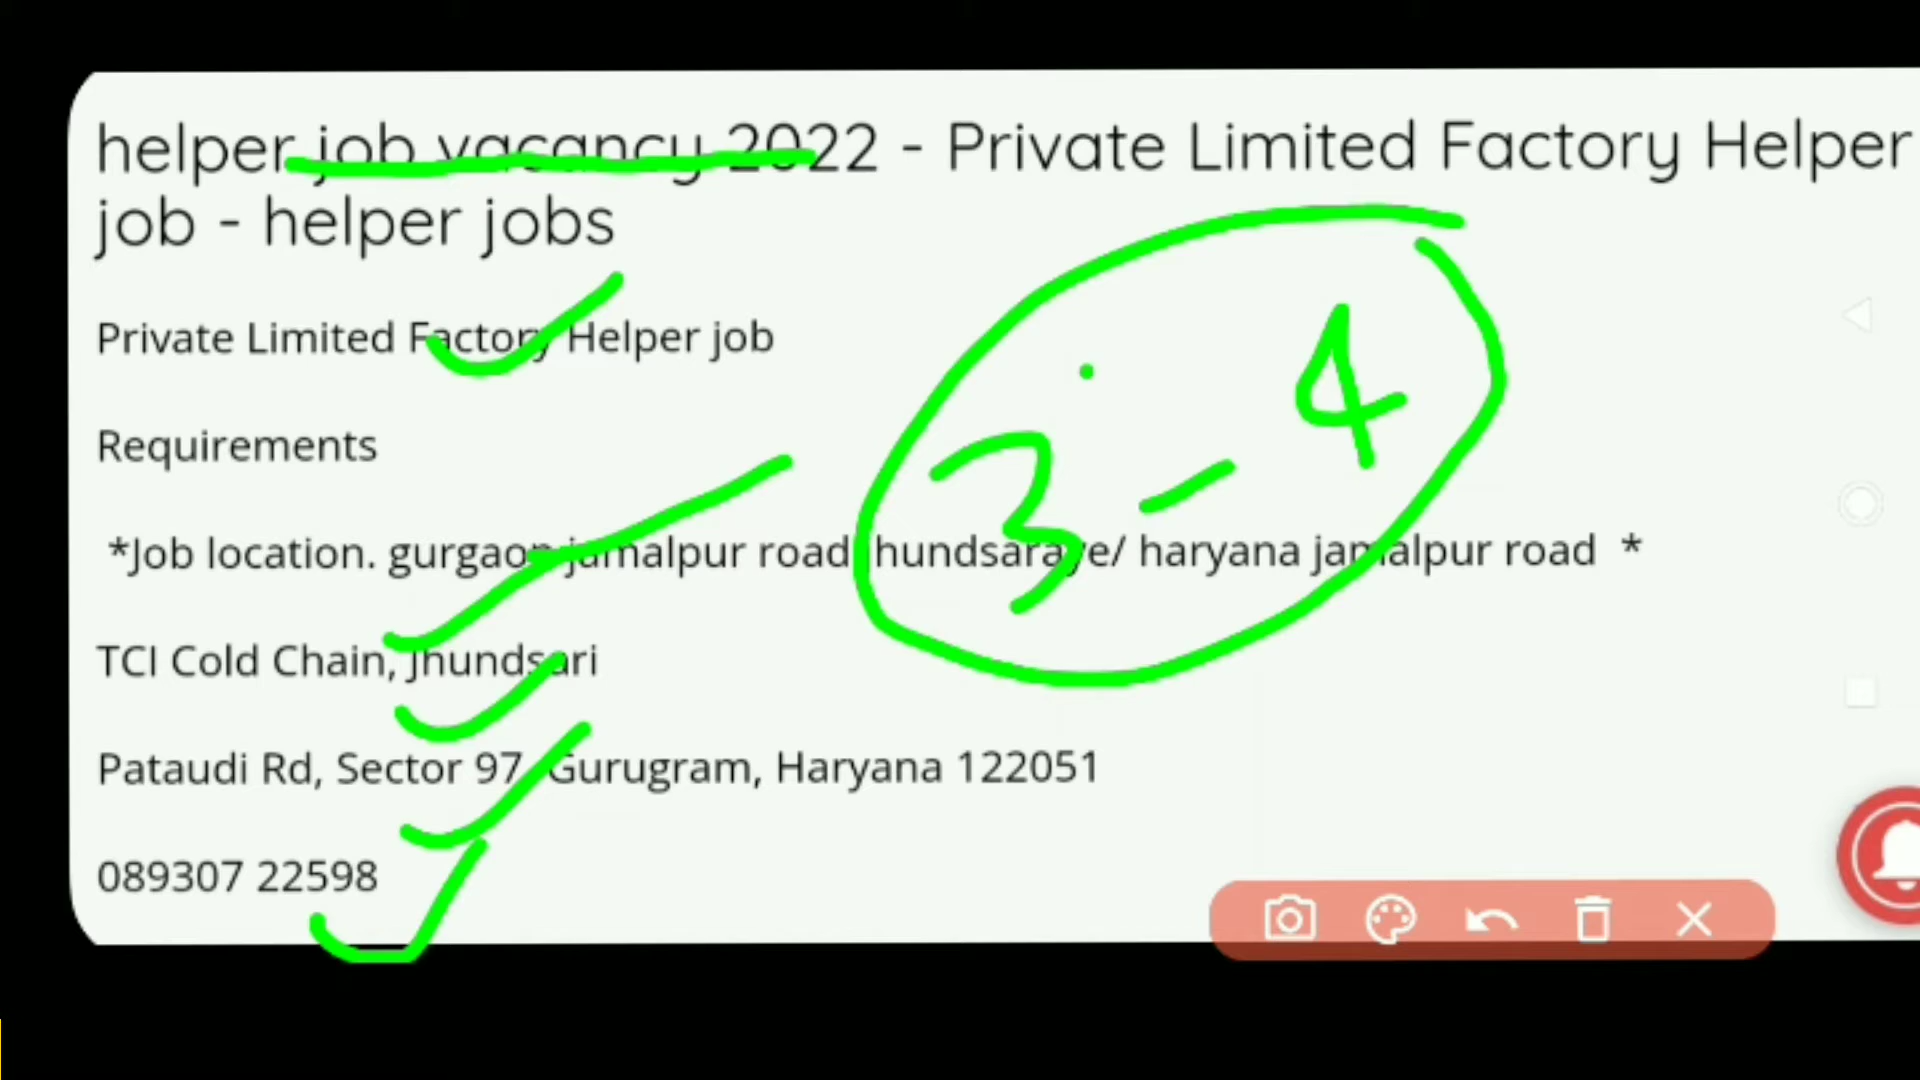 helper job vacancy 2022 - Private Limited Factory Helper
job - helper jobs
Private Limited Factory Helper job
Requirements
*Job location. gurgaon jamalpur road hundsaraye/ haryana jamalpur road *
TCI Cold Chain, Jhundsari
Pataudi Rd, Sector 97, Gurugram, Haryana 122051
089307 22598
3 - 4